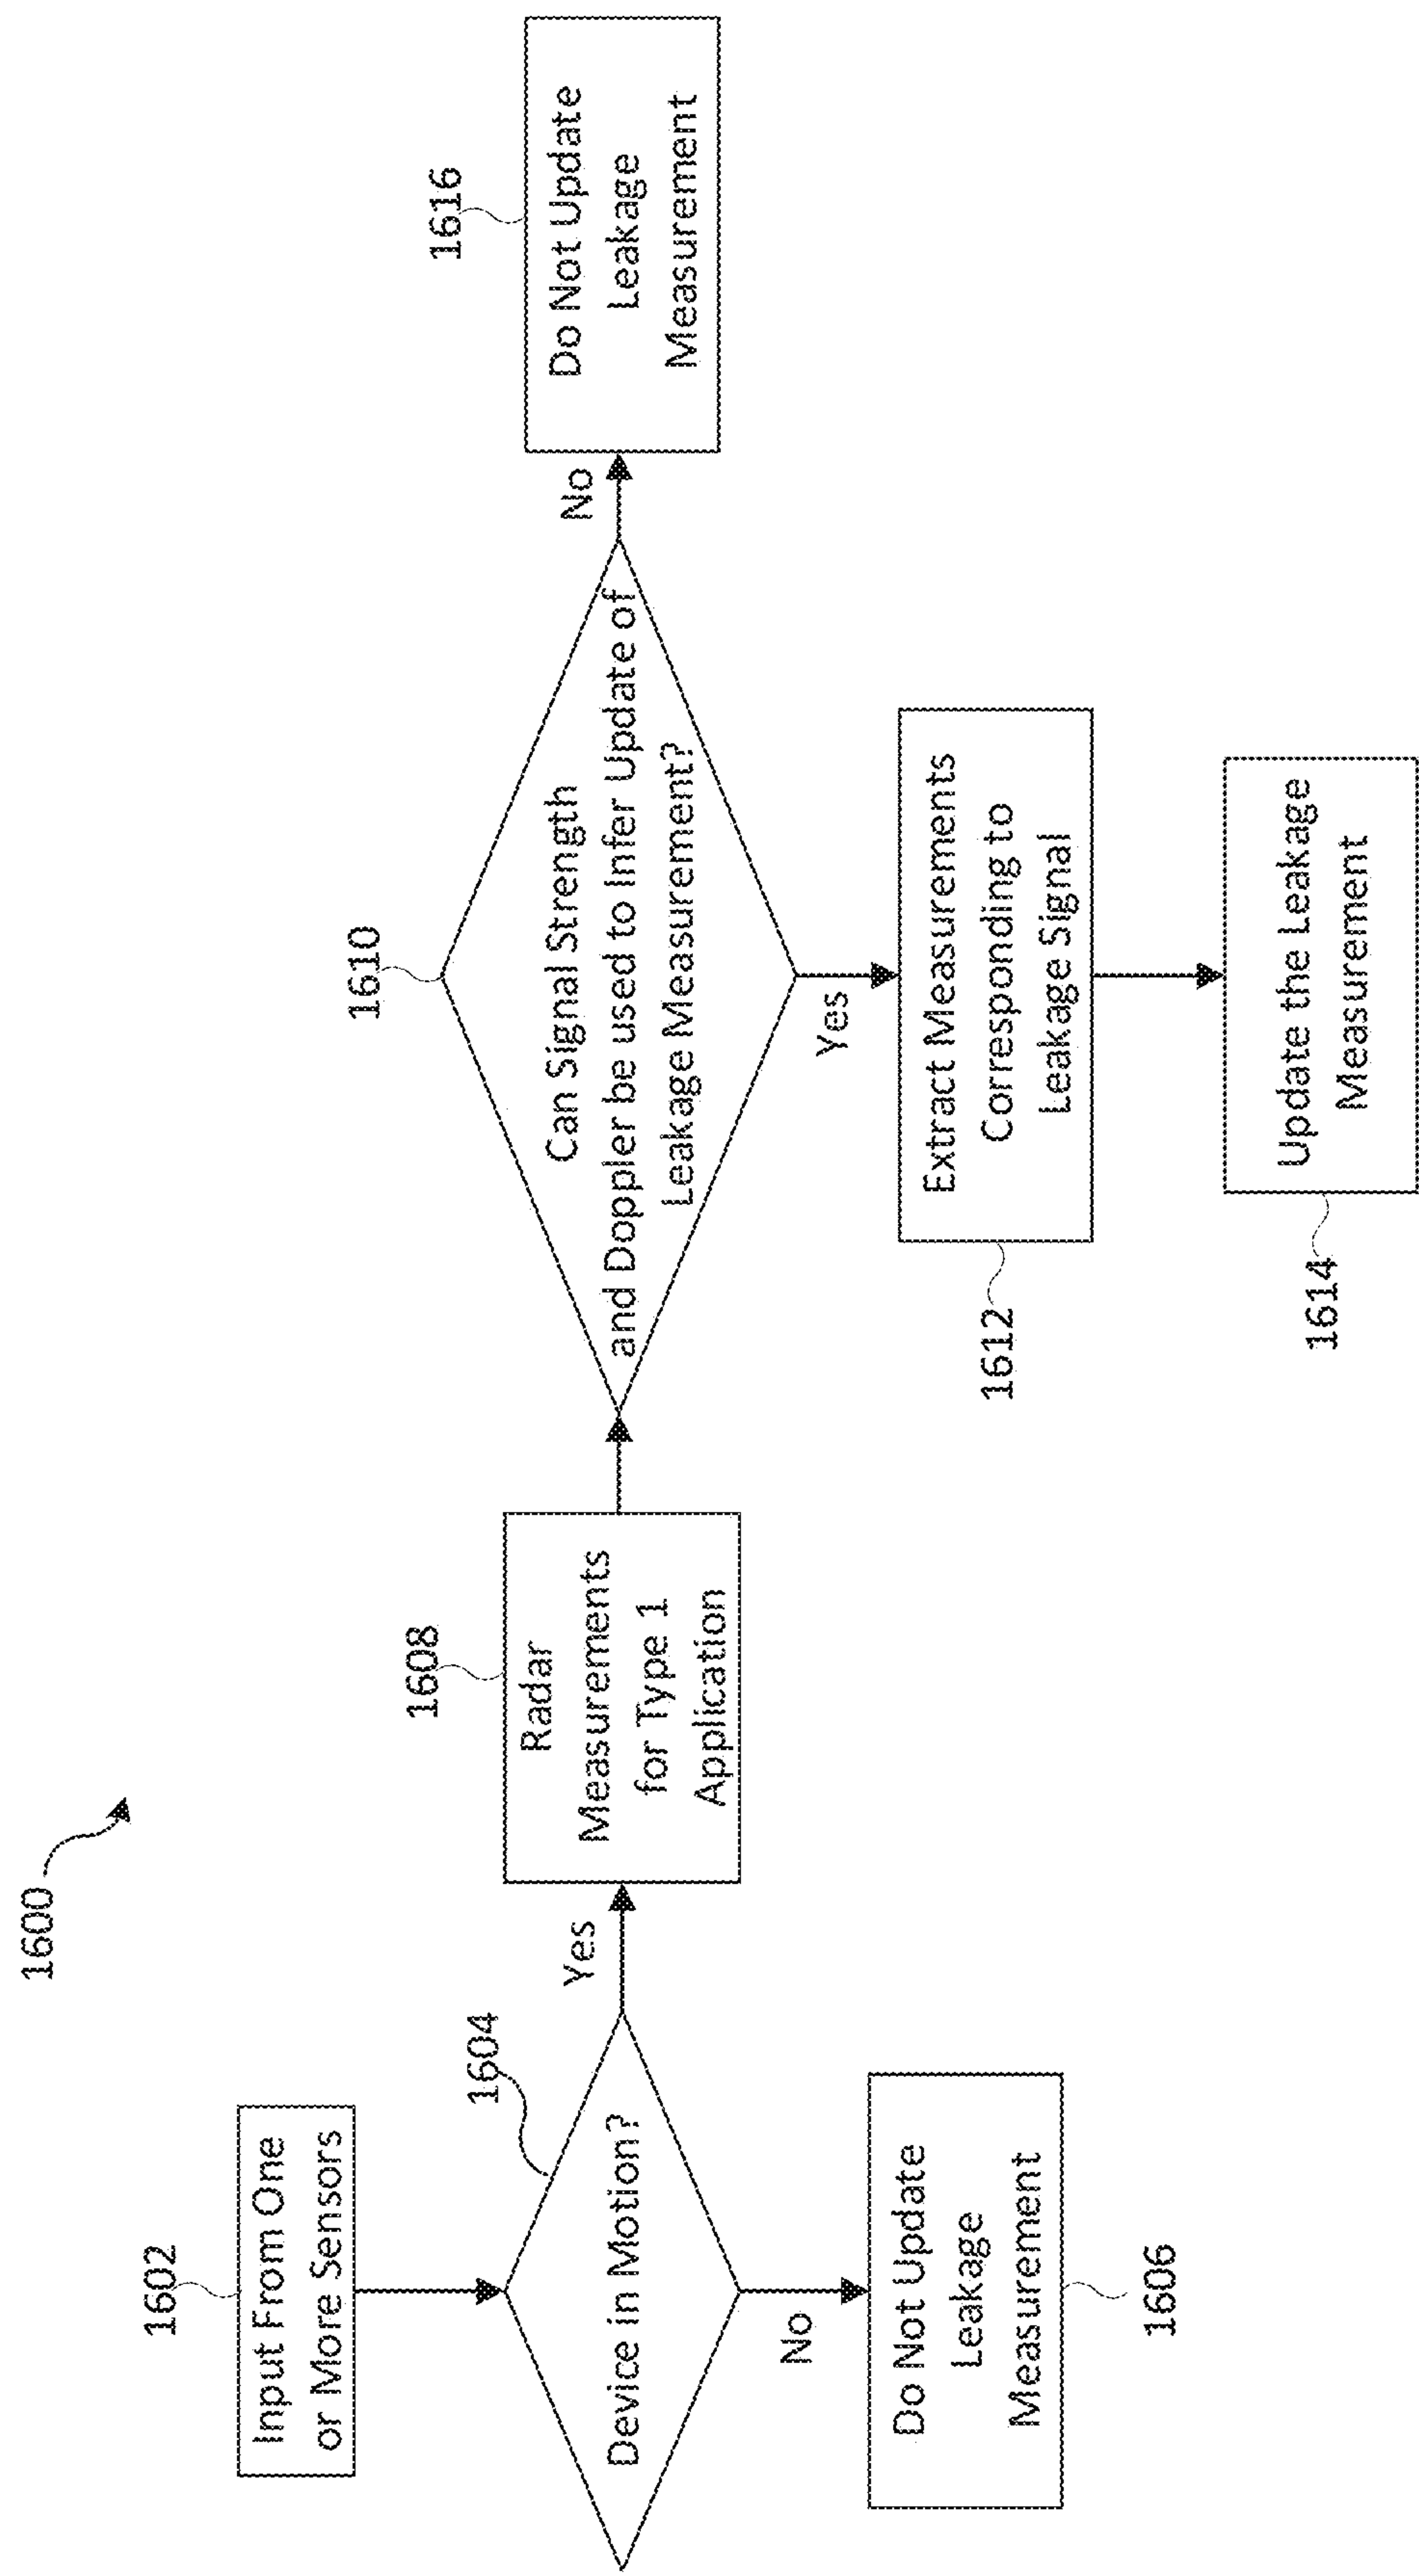 1600
1602
Input From One
or More Sensors
1604
Device in Motion?
No
Do Not Update
Leakage
Measurement
1606
Yes
1608
Radar
Measurements
for Type 1
Application
1610
Can Signal Strength
and Doppler be used to Infer Update of
Leakage Measurement?
Yes
1612
Extract Measurements
Corresponding to
Leakage Signal
1614
Update the Leakage
Measurement
No
1616
Do Not Update
Leakage
Measurement